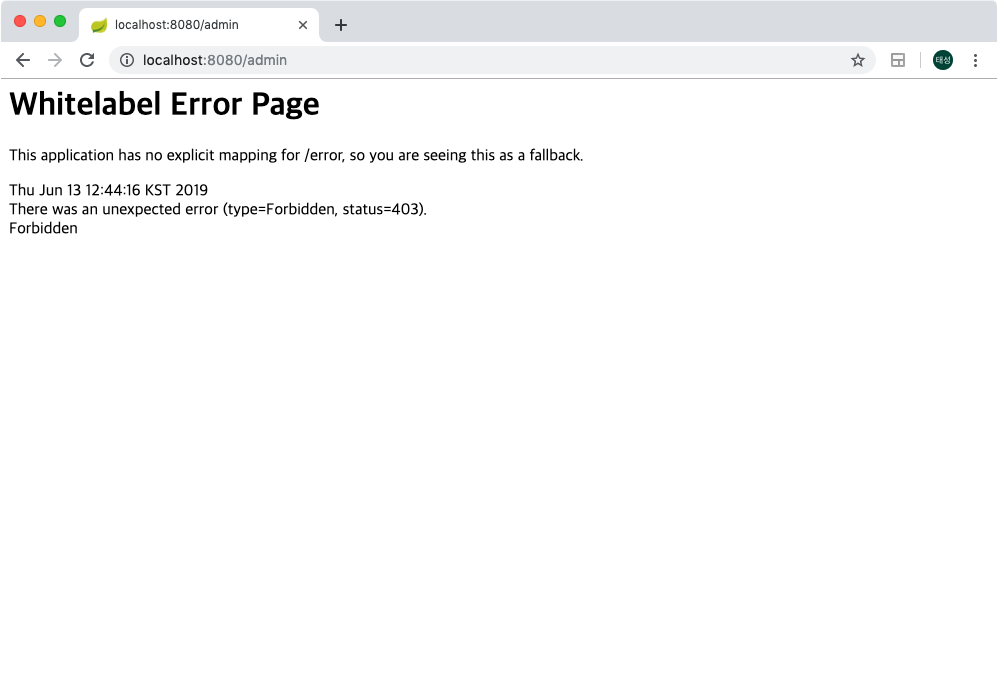 localhost:8080/admin
localhost:8080/admin
태성
Whitelabel Error Page
This application has no explicit mapping for /error, so you are seeing this as a fallback.
Thu Jun 13 12:44:16 KST 2019
There was an unexpected error (type=Forbidden, status=403).
Forbidden